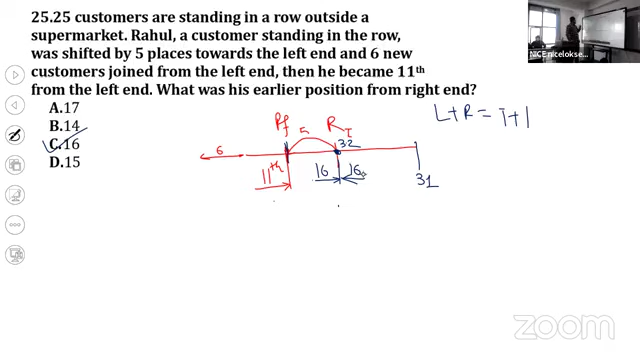 25.25 customers are standing in a row outside a
supermarket. Rahul, a customer standing in the row,
was shifted by 5 places towards the left end and 6 new
customers joined from the left end, then he became 11th
from the left end. What was his earlier position from right end?
A.17
B.14
C.16
D.15
L+R = T+1
5
6
32
11th
16
16
31
zoom